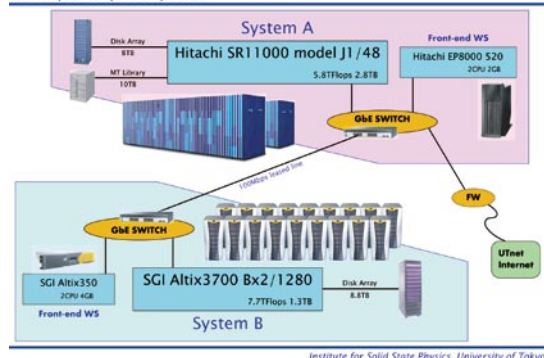 System A
Disk Array
8TB
MT Library
10TB
Hitachi SR11000 model J1/48
5.8TFlops 2.8TB
Front-end WS
Hitachi EP8000 520
2CPU 2GB
GbE SWITCH
100Mbps leased line
FW
UTnet
Internet
GbE SWITCH
SGI Altix350
2CPU 4GB
Front-end WS
SGI Altix3700 Bx2/1280
7.7TFlops 1.3TB
Disk Array
8.8TB
System B
Institute for Solid State Physics, University of Tokyo